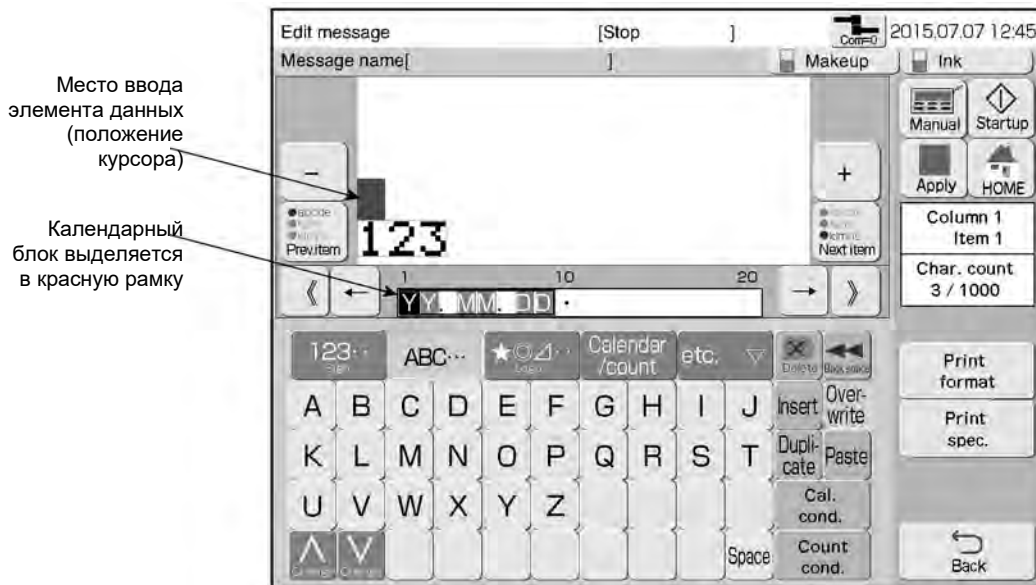 Edit message [Stop ] Com=0 2015.07.07 12:45
Message name[ ] Makeup Ink
Место ввода
элемента данных
(положение
курсора)
Календарный
блок выделяется
в красную рамку
Manual Startup
Apply HOME
−
+
Prev.item
Next item
123
Column 1
Item 1
Char. count
3 / 1000
1 10 20
《 ← → 》
YY. MM. DD ·
123·· ABC··· ★◎⊿·· Calendar /count etc. ▽ Delete Back space
A B C D E F G H I J Insert Over-write
K L M N O P Q R S T Dupli-cate Paste
U V W X Y Z Cal. cond.
Space Count cond.
Print
format
Print
spec.
Back